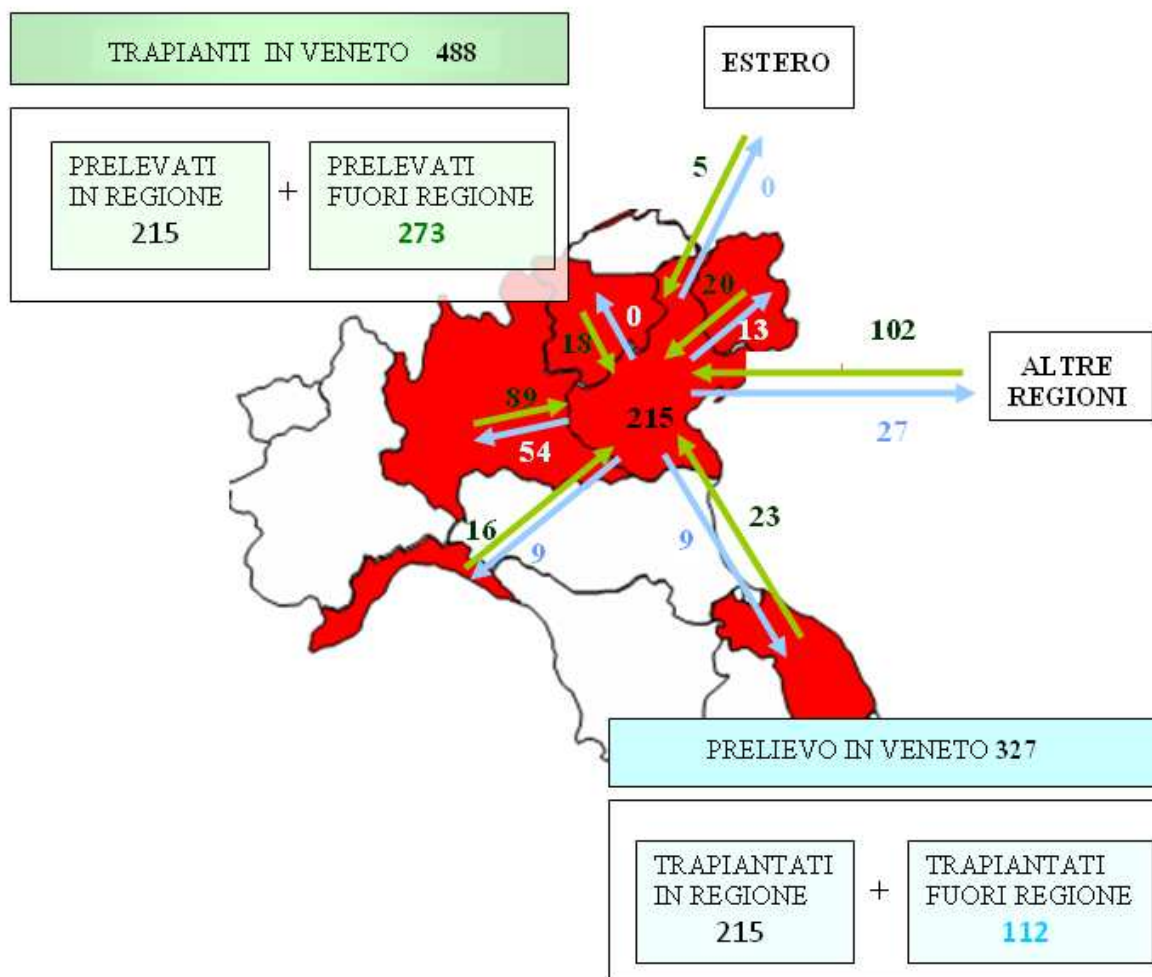 TRAPIANTI IN VENETO 488
PRELEVATI
IN REGIONE
215
+
PRELEVATI
FUORI REGIONE
273
ESTERO
5
0
20
13
0
18
102
27
ALTRE
REGIONI
89
54
215
16
9
9
23
PRELIEVO IN VENETO 327
TRAPIANTATI
IN REGIONE
215
+
TRAPIANTATI
FUORI REGIONE
112